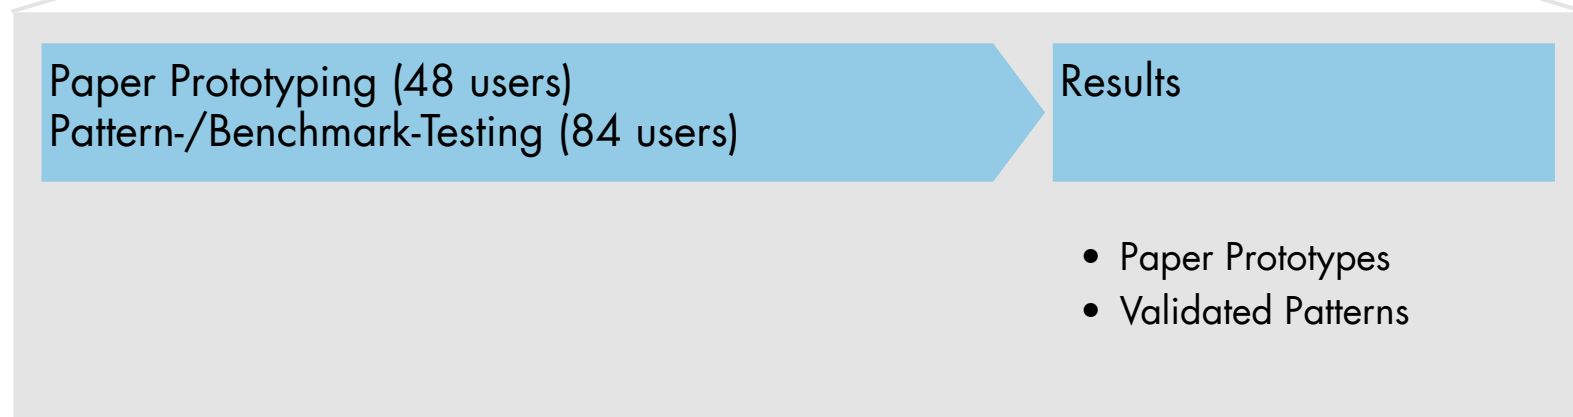 Paper Prototyping (48 users)
Pattern-/Benchmark-Testing (84 users)
Results
• Paper Prototypes
• Validated Patterns